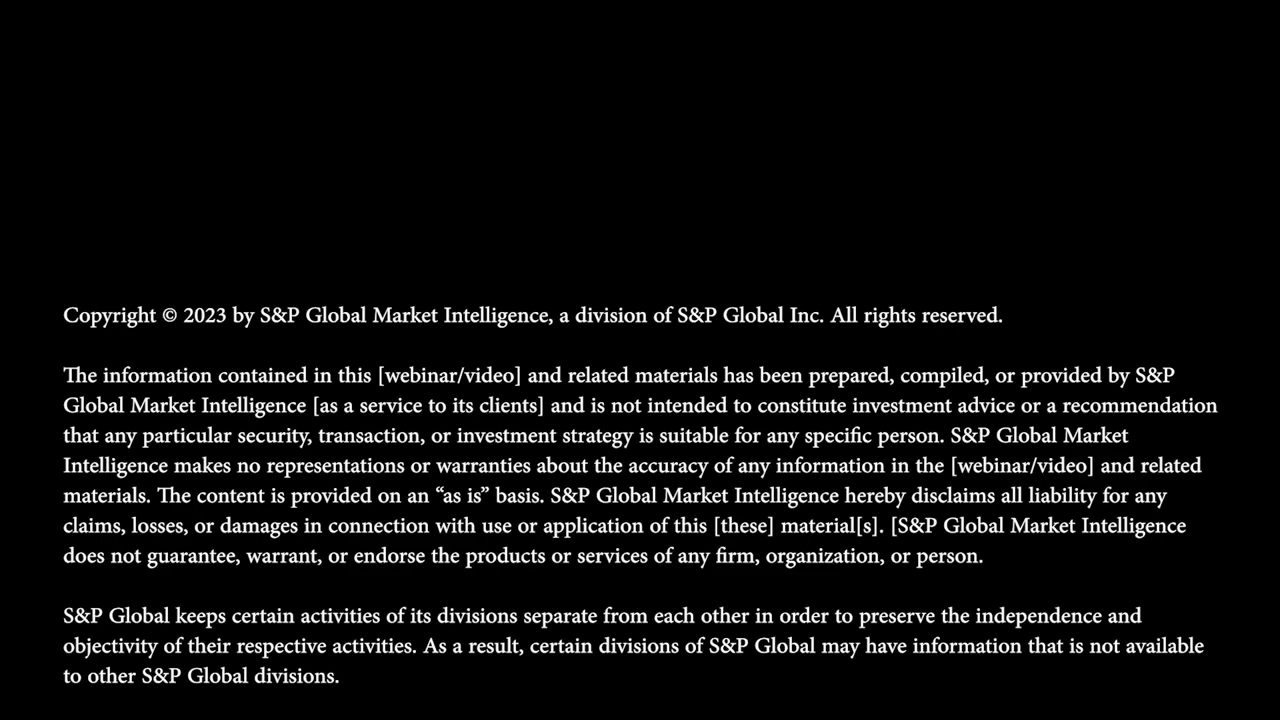 Copyright © 2023 by S&P Global Market Intelligence, a division of S&P Global Inc. All rights reserved.
The information contained in this [webinar/video] and related materials has been prepared, compiled, or provided by S&P
Global Market Intelligence [as a service to its clients] and is not intended to constitute investment advice or a recommendation
that any particular security, transaction, or investment strategy is suitable for any specific person. S&P Global Market
Intelligence makes no representations or warranties about the accuracy of any information in the [webinar/video] and related
materials. The content is provided on an “as is” basis. S&P Global Market Intelligence hereby disclaims all liability for any
claims, losses, or damages in connection with use or application of this [these] material[s]. [S&P Global Market Intelligence
does not guarantee, warrant, or endorse the products or services of any firm, organization, or person.
S&P Global keeps certain activities of its divisions separate from each other in order to preserve the independence and
objectivity of their respective activities. As a result, certain divisions of S&P Global may have information that is not available
to other S&P Global divisions.